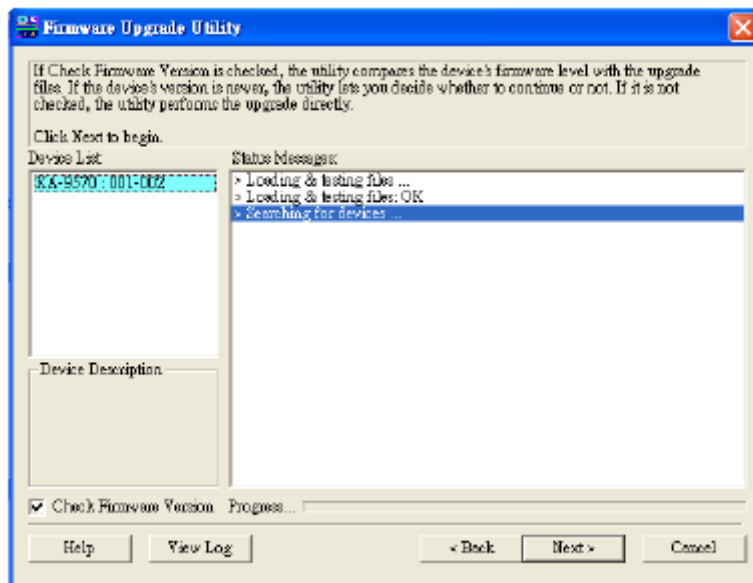 Firmware Upgrade Utility
If Check Firmware Version is checked, the utility compares the device's firmware level with the upgrade
files. If the device's version is newer, the utility lets you decide whether to continue or not. If it is not
checked, the utility performs the upgrade directly.
Click Next to begin.
Device List:
Status Messages:
KA-9570 : 001-002
> Loading & testing files ...
> Loading & testing files: OK
> Searching for devices ...
Device Description
Check Firmware Version
Progress...
Help
View Log
< Back
Next >
Cancel